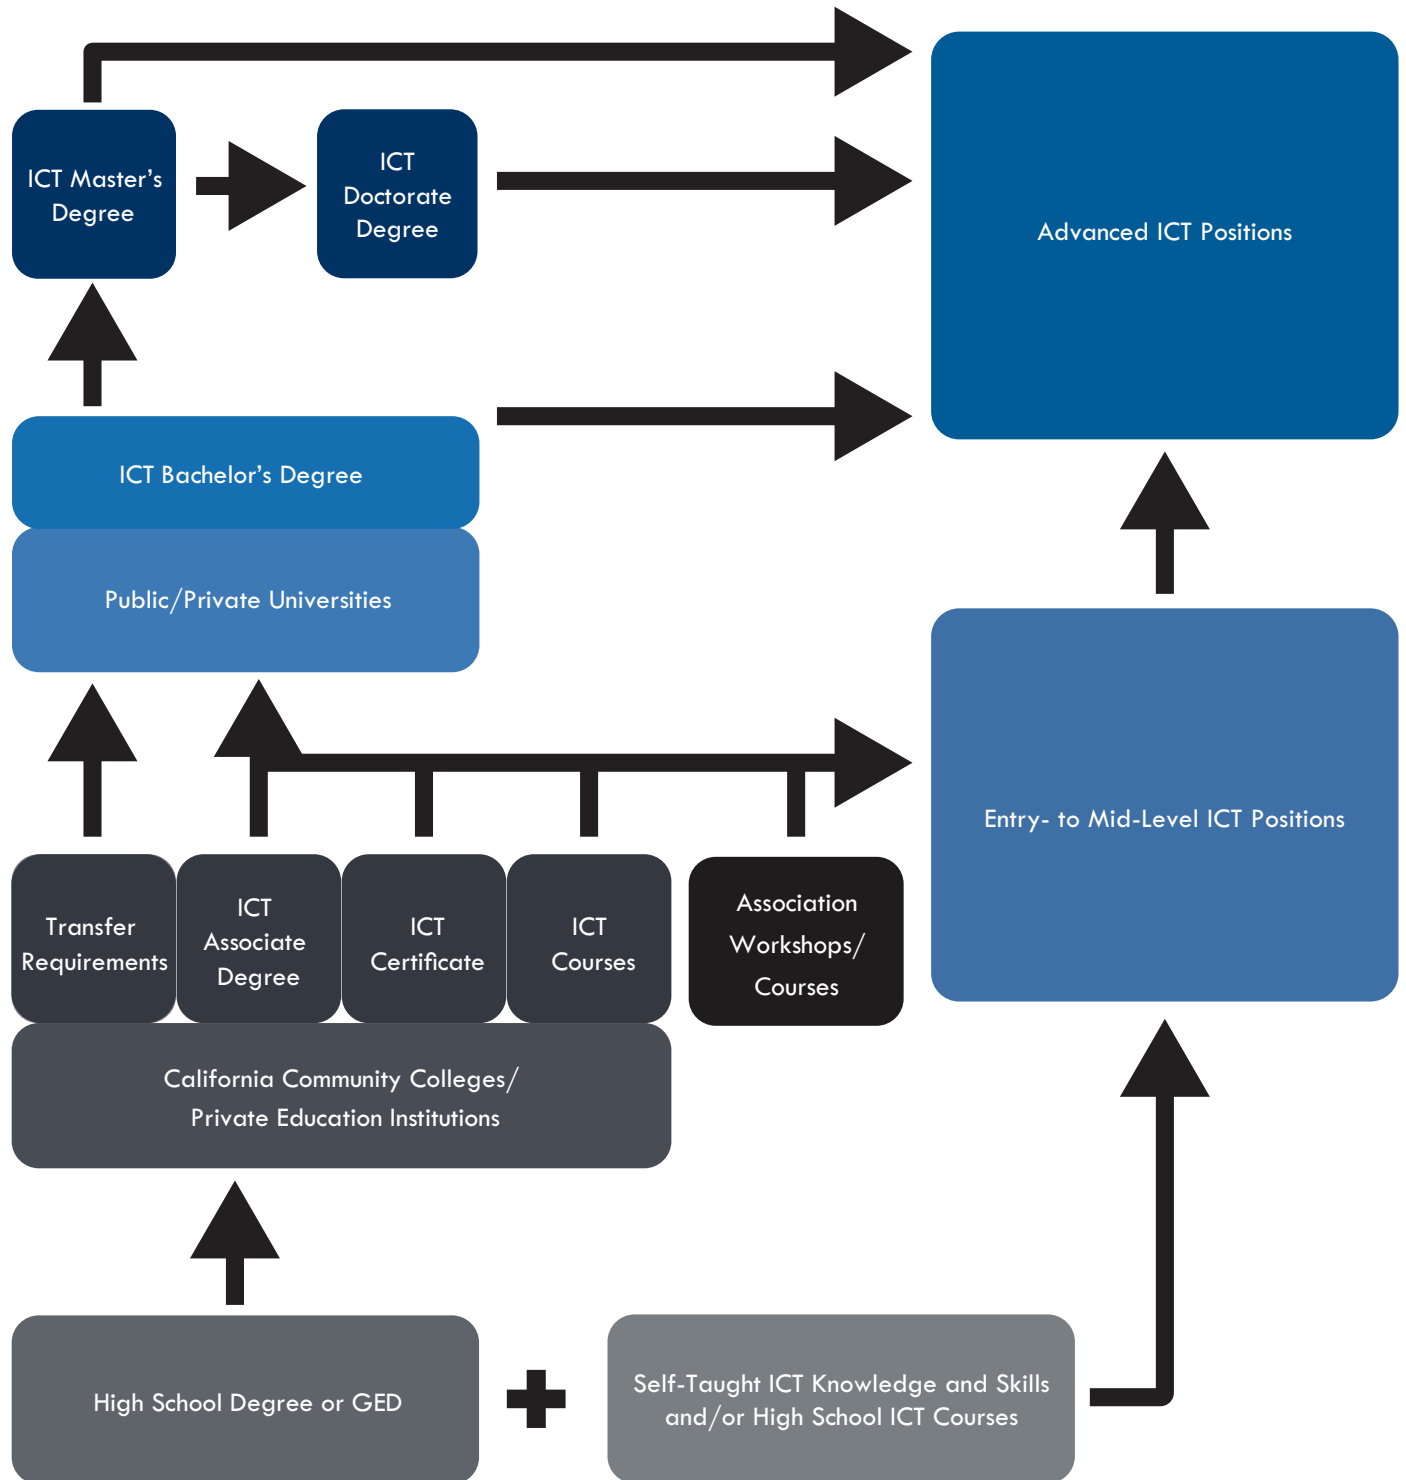 ICT Master’s
Degree
ICT
Doctorate
Degree
Advanced ICT Positions
ICT Bachelor’s Degree
Public/Private Universities
Entry- to Mid-Level ICT Positions
Transfer
Requirements
ICT
Associate
Degree
ICT
Certificate
ICT
Courses
Association
Workshops/
Courses
California Community Colleges/
Private Education Institutions
High School Degree or GED
Self-Taught ICT Knowledge and Skills
and/or High School ICT Courses